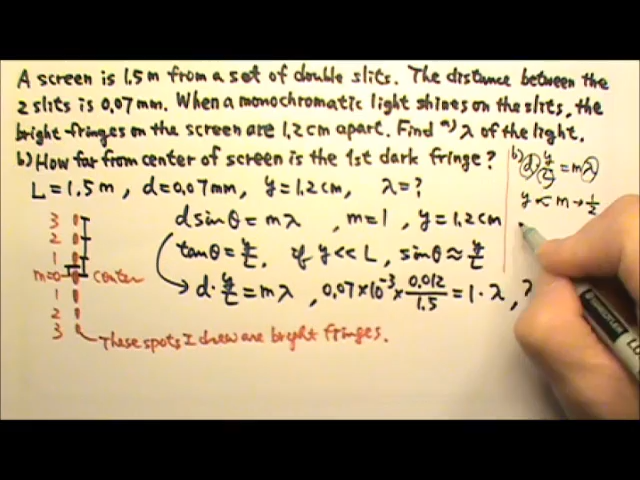 A screen is 1.5 m from a set of double slits. The distance between the
2 slits is 0.07 mm. When a monochromatic light shines on the slits, the
bright fringes on the screen are 1.2 cm apart. Find a) λ of the light.
b) How far from center of screen is the 1st dark fringe?
L = 1.5 m, d = 0.07 mm, y = 1.2 cm, λ = ?
d sin θ = mλ, m = 1, y = 1.2 cm
tan θ = y/L, if y << L, sin θ ≈ y/L
d · y/L = mλ, 0.07 × 10⁻³ × 0.012/1.5 = 1 · λ,
3
2
1
m=0 center
1
2
3
These spots I drew are bright fringes.
b) d y/L = mλ
y ∝ m → 1/2
STAEDTLER